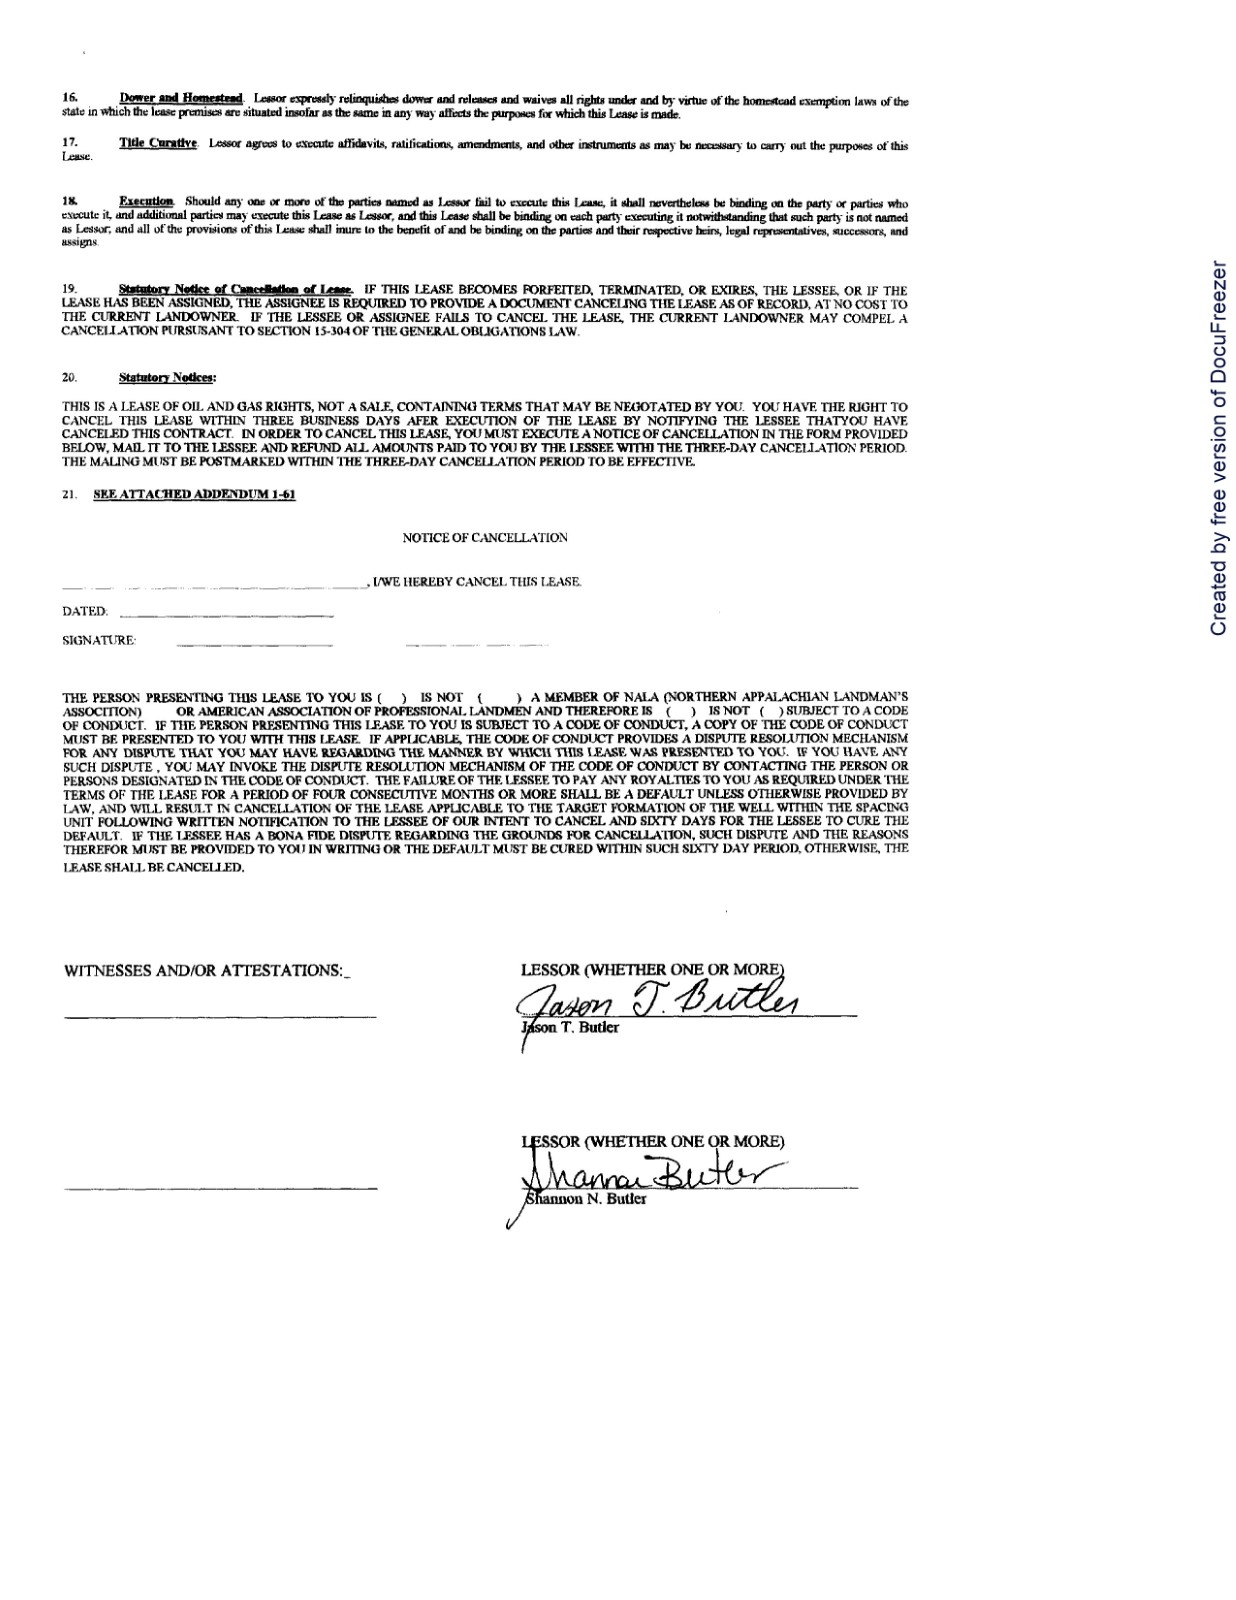 16. Dower and Homestead. Lessor expressly relinquishes dower and releases and waives all rights under and by virtue of the homestead exemption laws of the
state in which the lease premises are situated insofar as the same in any way affects the purposes for which this Lease is made.
17. Title Curative. Lessor agrees to execute affidavits, ratifications, amendments, and other instruments as may be necessary to carry out the purposes of this
Lease.
18. Execution. Should any one or more of the parties named as Lessor fail to execute this Lease, it shall nevertheless be binding on the party or parties who
execute it, and additional parties may execute this Lease as Lessor, and this Lease shall be binding on each party executing it notwithstanding that such party is not named
as Lessor; and all of the provisions of this Lease shall inure to the benefit of and be binding on the parties and their respective heirs, legal representatives, successors, and
assigns.
19. Statutory Notice of Cancellation of Lease. IF THIS LEASE BECOMES FORFEITED, TERMINATED, OR EXIRES, THE LESSEE, OR IF THE
LEASE HAS BEEN ASSIGNED, THE ASSIGNEE IS REQUIRED TO PROVIDE A DOCUMENT CANCELING THE LEASE AS OF RECORD, AT NO COST TO
THE CURRENT LANDOWNER. IF THE LESSEE OR ASSIGNEE FAILS TO CANCEL THE LEASE, THE CURRENT LANDOWNER MAY COMPEL A
CANCELLATION PURSUSANT TO SECTION 15-304 OF THE GENERAL OBLIGATIONS LAW.
20. Statutory Notices:
THIS IS A LEASE OF OIL AND GAS RIGHTS, NOT A SALE, CONTAINING TERMS THAT MAY BE NEGOTATED BY YOU. YOU HAVE THE RIGHT TO
CANCEL THIS LEASE WITHIN THREE BUSINESS DAYS AFER EXECUTION OF THE LEASE BY NOTIFYING THE LESSEE THATYOU HAVE
CANCELED THIS CONTRACT. IN ORDER TO CANCEL THIS LEASE, YOU MUST EXECUTE A NOTICE OF CANCELLATION IN THE FORM PROVIDED
BELOW, MAIL IT TO THE LESSEE AND REFUND ALL AMOUNTS PAID TO YOU BY THE LESSEE WITHI THE THREE-DAY CANCELLATION PERIOD.
THE MALING MUST BE POSTMARKED WITHIN THE THREE-DAY CANCELLATION PERIOD TO BE EFFECTIVE.
21. SEE ATTACHED ADDENDUM 1-61
NOTICE OF CANCELLATION
, I/WE HEREBY CANCEL THIS LEASE.
DATED:
SIGNATURE:
THE PERSON PRESENTING THIS LEASE TO YOU IS ( ) IS NOT ( ) A MEMBER OF NALA (NORTHERN APPALACHIAN LANDMAN'S
ASSOCITION) OR AMERICAN ASSOCIATION OF PROFESSIONAL LANDMEN AND THEREFORE IS ( ) IS NOT ( ) SUBJECT TO A CODE
OF CONDUCT. IF THE PERSON PRESENTING THIS LEASE TO YOU IS SUBJECT TO A CODE OF CONDUCT, A COPY OF THE CODE OF CONDUCT
MUST BE PRESENTED TO YOU WITH THIS LEASE. IF APPLICABLE, THE CODE OF CONDUCT PROVIDES A DISPUTE RESOLUTION MECHANISM
FOR ANY DISPUTE THAT YOU MAY HAVE REGARDING THE MANNER BY WHICH THIS LEASE WAS PRESENTED TO YOU. IF YOU HAVE ANY
SUCH DISPUTE , YOU MAY INVOKE THE DISPUTE RESOLUTION MECHANISM OF THE CODE OF CONDUCT BY CONTACTING THE PERSON OR
PERSONS DESIGNATED IN THE CODE OF CONDUCT. THE FAILURE OF THE LESSEE TO PAY ANY ROYALTIES TO YOU AS REQUIRED UNDER THE
TERMS OF THE LEASE FOR A PERIOD OF FOUR CONSECUTIVE MONTHS OR MORE SHALL BE A DEFAULT UNLESS OTHERWISE PROVIDED BY
LAW, AND WILL RESULT IN CANCELLATION OF THE LEASE APPLICABLE TO THE TARGET FORMATION OF THE WELL WITHIN THE SPACING
UNIT FOLLOWING WRITTEN NOTIFICATION TO THE LESSEE OF OUR INTENT TO CANCEL AND SIXTY DAYS FOR THE LESSEE TO CURE THE
DEFAULT. IF THE LESSEE HAS A BONA FIDE DISPUTE REGARDING THE GROUNDS FOR CANCELLATION, SUCH DISPUTE AND THE REASONS
THEREFOR MUST BE PROVIDED TO YOU IN WRITING OR THE DEFAULT MUST BE CURED WITHIN SUCH SIXTY DAY PERIOD, OTHERWISE, THE
LEASE SHALL BE CANCELLED.
WITNESSES AND/OR ATTESTATIONS:_
LESSOR (WHETHER ONE OR MORE)
Jason T. Butler
Jason T. Butler
LESSOR (WHETHER ONE OR MORE)
Shannon Butler
Shannon N. Butler
Created by free version of DocuFreezer